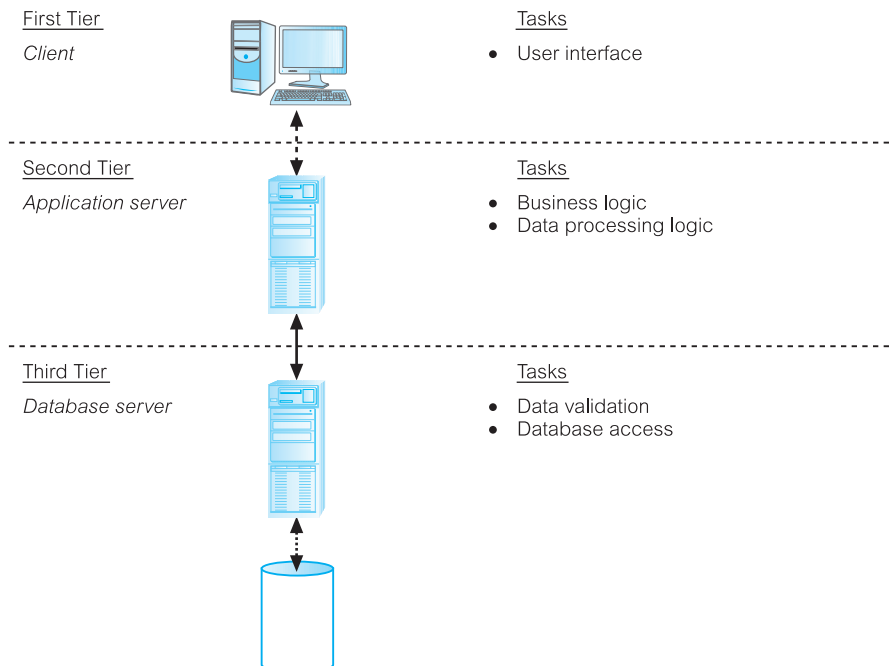 First Tier
Client
Tasks
• User interface
Second Tier
Application server
Tasks
• Business logic
• Data processing logic
Third Tier
Database server
Tasks
• Data validation
• Database access